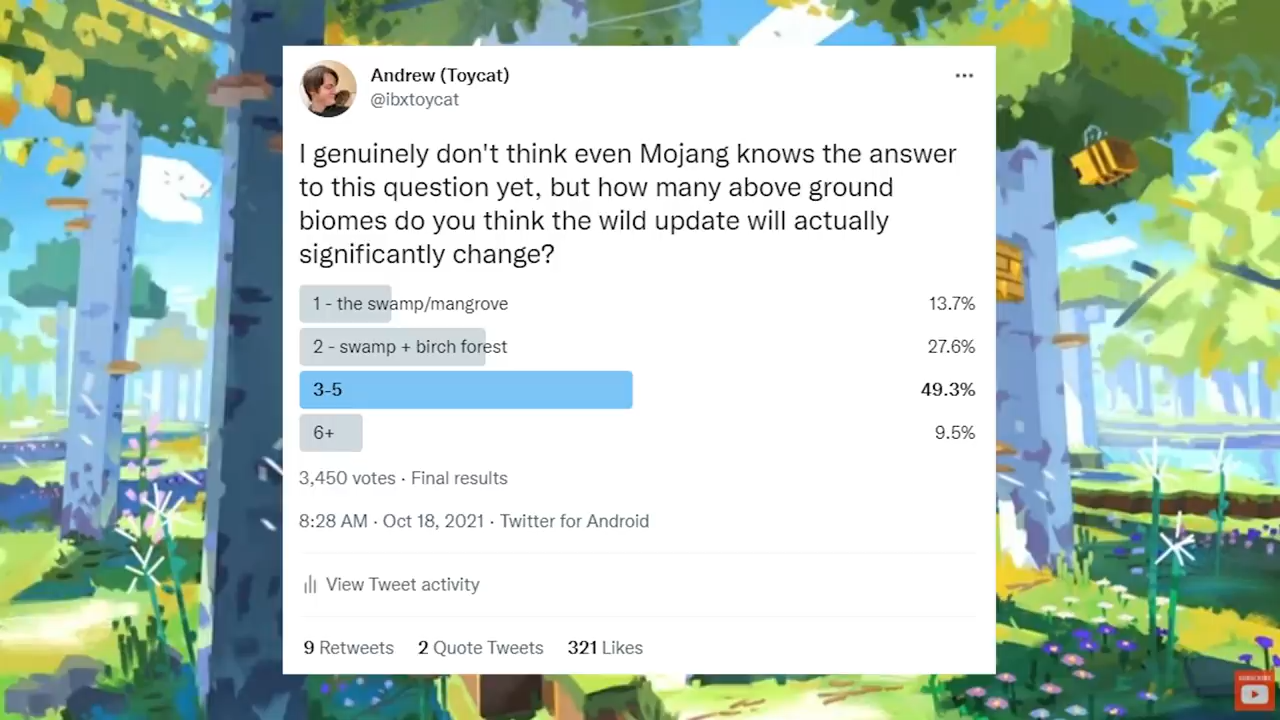 Andrew (Toycat)
@ibxtoycat
I genuinely don't think even Mojang knows the answer
to this question yet, but how many above ground
biomes do you think the wild update will actually
significantly change?
1 - the swamp/mangrove 13.7%
2 - swamp + birch forest 27.6%
3-5 49.3%
6+ 9.5%
3,450 votes · Final results
8:28 AM · Oct 18, 2021 · Twitter for Android
View Tweet activity
9 Retweets 2 Quote Tweets 321 Likes
SUBSCRIBE